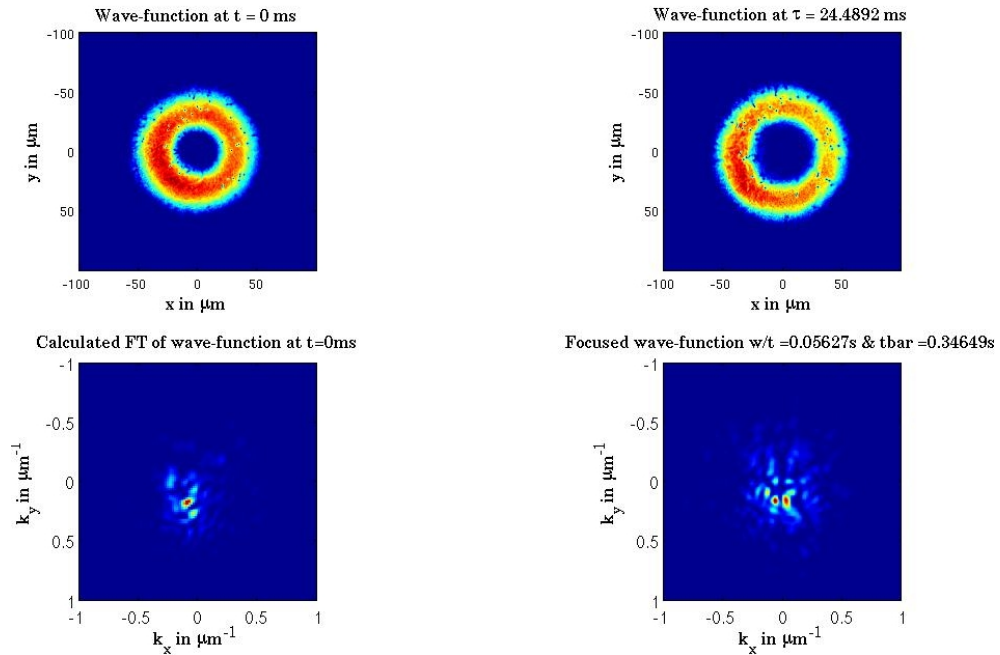 Wave-function at t = 0 ms
-100
-50
0
50
-100 -50 0 50
y in μm
x in μm
Wave-function at τ = 24.4892 ms
-100
-50
0
50
-100 -50 0 50
y in μm
x in μm
Calculated FT of wave-function at t=0ms
-1
-0.5
0
0.5
1
-1 -0.5 0 0.5 1
k_y in μm⁻¹
k_x in μm⁻¹
Focused wave-function w/t =0.05627s & tbar =0.34649s
-1
-0.5
0
0.5
1
-1 -0.5 0 0.5 1
k_y in μm⁻¹
k_x in μm⁻¹